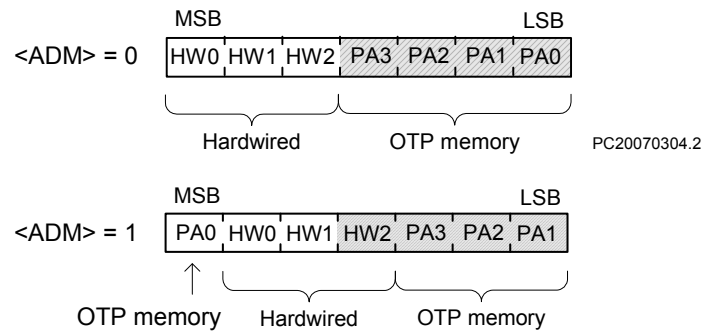 MSB LSB
<ADM> = 0 HW0 HW1 HW2 PA3 PA2 PA1 PA0
Hardwired OTP memory PC20070304.2
MSB LSB
<ADM> = 1 PA0 HW0 HW1 HW2 PA3 PA2 PA1
OTP memory Hardwired OTP memory